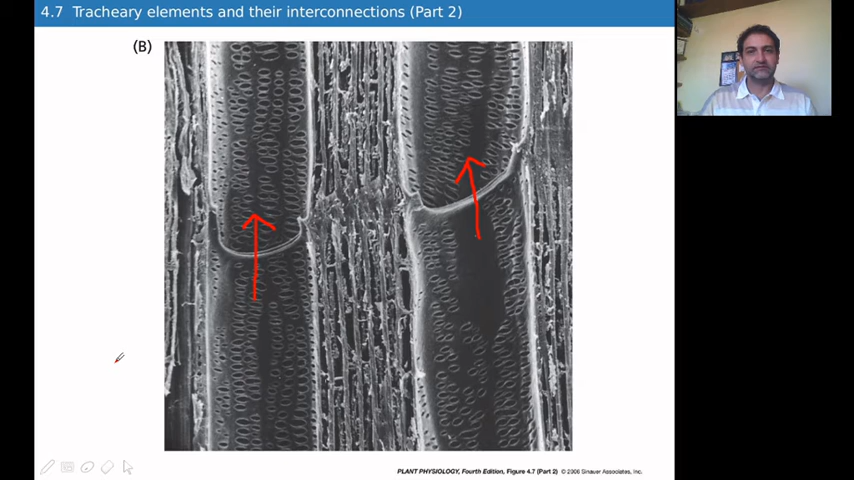 4.7 Tracheary elements and their interconnections (Part 2)
(B)
PLANT PHYSIOLOGY, Fourth Edition, Figure 4.7 (Part 2) © 2006 Sinauer Associates, Inc.